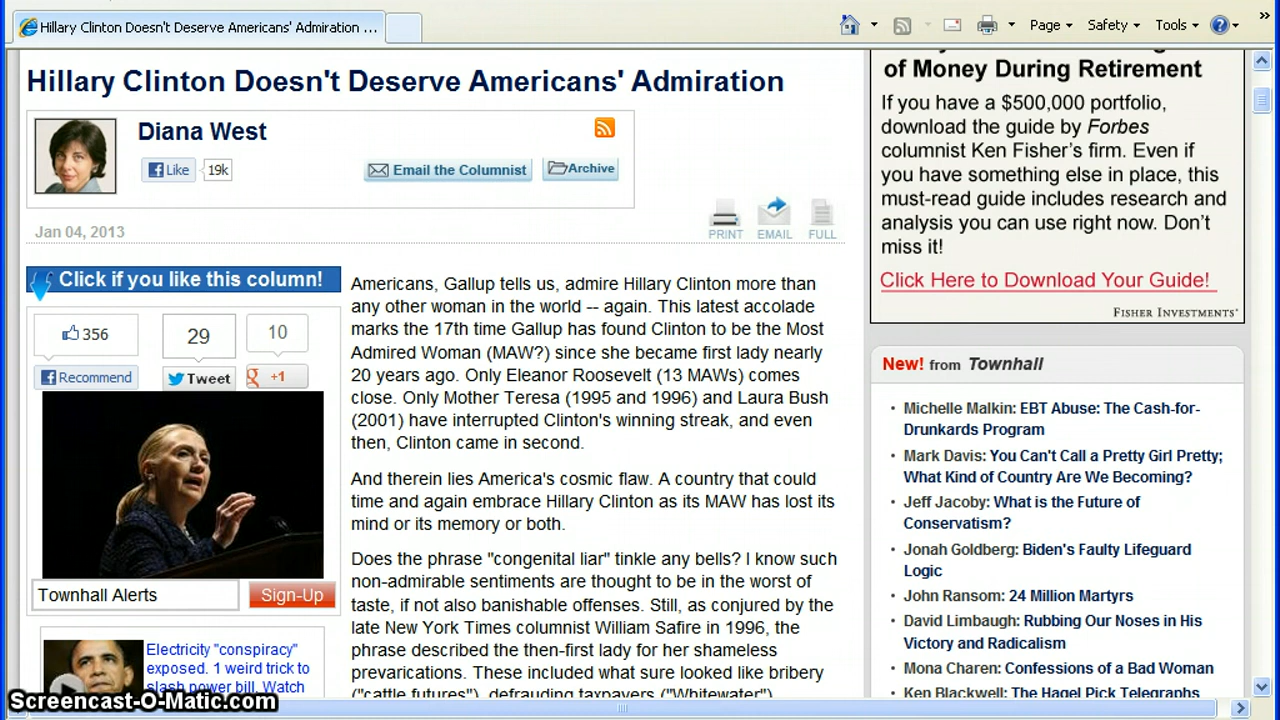 Hillary Clinton Doesn't Deserve Americans' Admiration ...
Page
Safety
Tools
Hillary Clinton Doesn't Deserve Americans' Admiration
Diana West
Like
19k
Email the Columnist
Archive
Jan 04, 2013
PRINT
EMAIL
FULL
Click if you like this column!
356
29
10
Recommend
Tweet
+1
Townhall Alerts
Sign-Up
Electricity "conspiracy"
exposed. 1 weird trick to
slash power bill. Watch
Americans, Gallup tells us, admire Hillary Clinton more than
any other woman in the world -- again. This latest accolade
marks the 17th time Gallup has found Clinton to be the Most
Admired Woman (MAW?) since she became first lady nearly
20 years ago. Only Eleanor Roosevelt (13 MAWs) comes
close. Only Mother Teresa (1995 and 1996) and Laura Bush
(2001) have interrupted Clinton's winning streak, and even
then, Clinton came in second.
And therein lies America's cosmic flaw. A country that could
time and again embrace Hillary Clinton as its MAW has lost its
mind or its memory or both.
Does the phrase "congenital liar" tinkle any bells? I know such
non-admirable sentiments are thought to be in the worst of
taste, if not also banishable offenses. Still, as conjured by the
late New York Times columnist William Safire in 1996, the
phrase described the then-first lady for her shameless
prevarications. These included what sure looked like bribery
("cattle futures"), defrauding taxpayers ("Whitewater"),
of Money During Retirement
If you have a $500,000 portfolio,
download the guide by Forbes
columnist Ken Fisher's firm. Even if
you have something else in place, this
must-read guide includes research and
analysis you can use right now. Don't
miss it!
Click Here to Download Your Guide!
FISHER INVESTMENTS
New! from Townhall
Michelle Malkin: EBT Abuse: The Cash-for-
Drunkards Program
Mark Davis: You Can't Call a Pretty Girl Pretty;
What Kind of Country Are We Becoming?
Jeff Jacoby: What is the Future of
Conservatism?
Jonah Goldberg: Biden's Faulty Lifeguard
Logic
John Ransom: 24 Million Martyrs
David Limbaugh: Rubbing Our Noses in His
Victory and Radicalism
Mona Charen: Confessions of a Bad Woman
Ken Blackwell: The Hagel Pick Telegraphs
Screencast-O-Matic.com